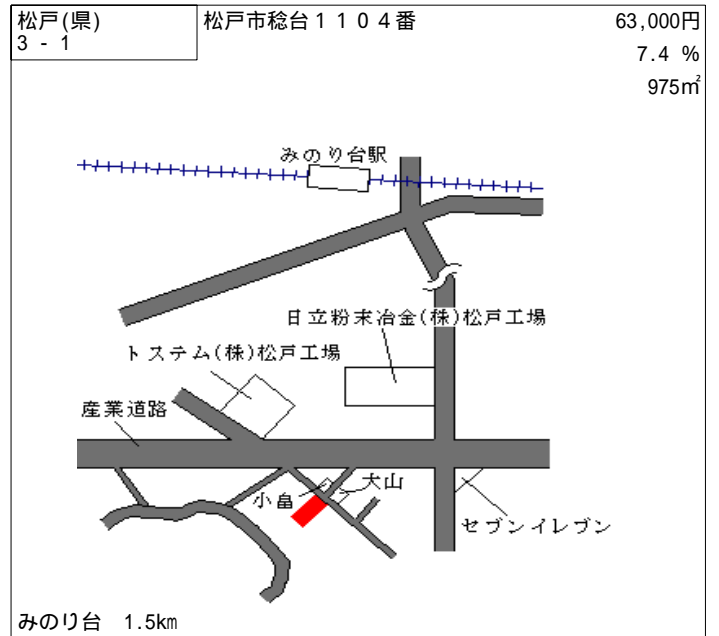 松戸(県)
3 - 1
松戸市稔台１１０４番
63,000円
7.4 %
975㎡
みのり台駅
日立粉末冶金(株)松戸工場
トステム(株)松戸工場
産業道路
小畠
大山
セブンイレブン
みのり台　1.5km